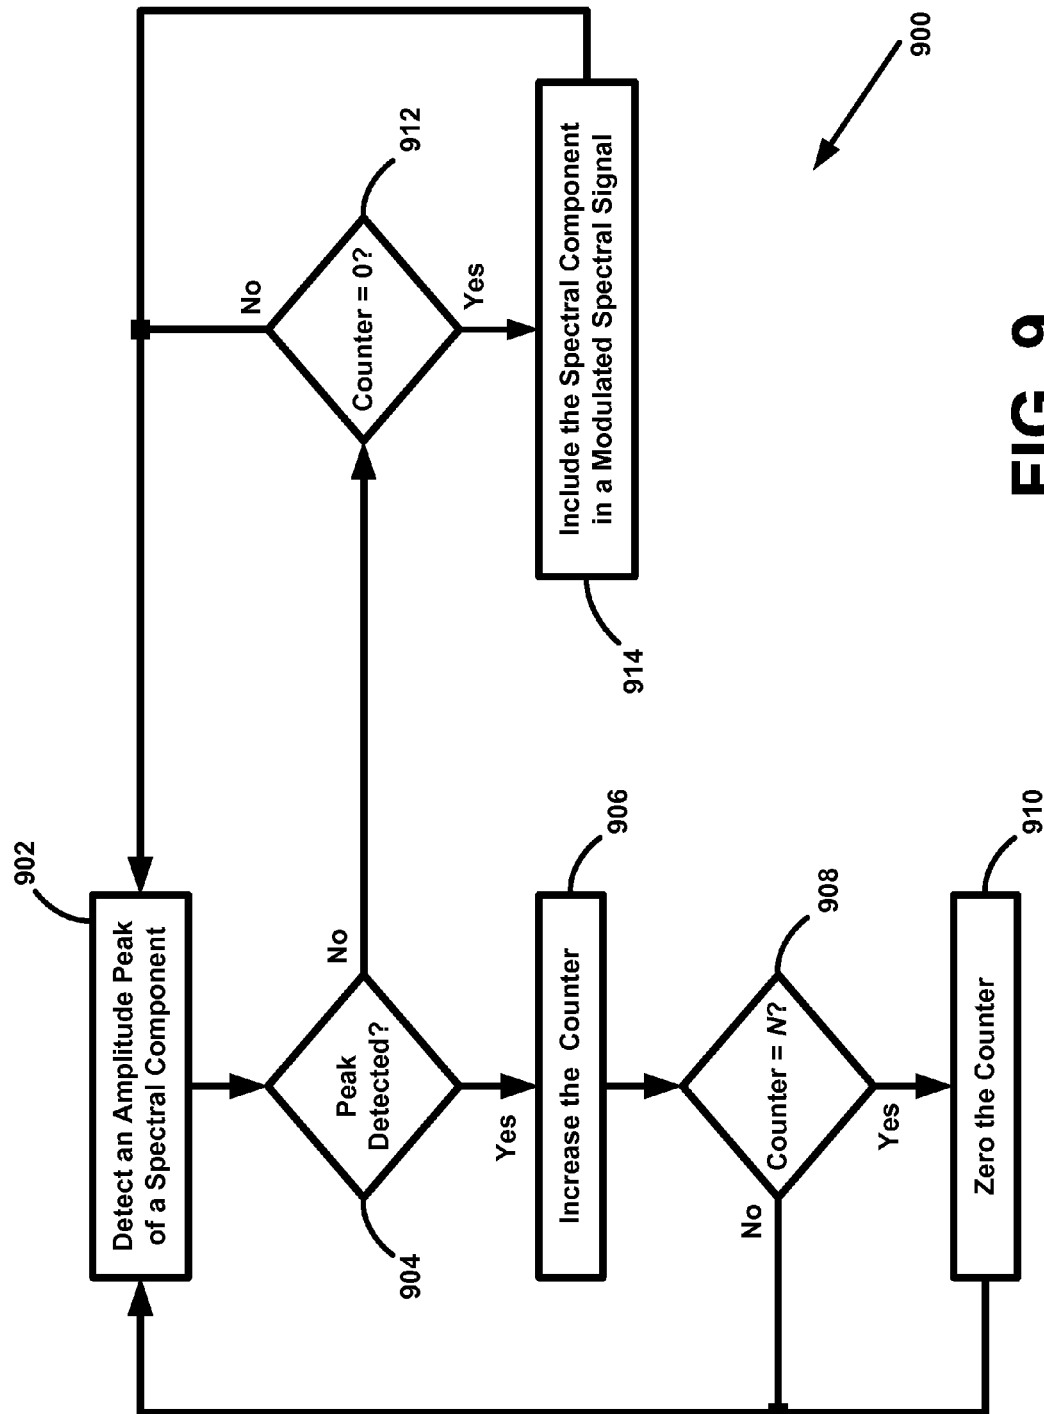 900
902
Detect an Amplitude Peak
of a Spectral Component
904
Peak
Detected?
No
Yes
906
Increase the Counter
908
Counter = N?
No
Yes
910
Zero the Counter
912
Counter = 0?
No
Yes
914
Include the Spectral Component
in a Modulated Spectral Signal
FIG. 9